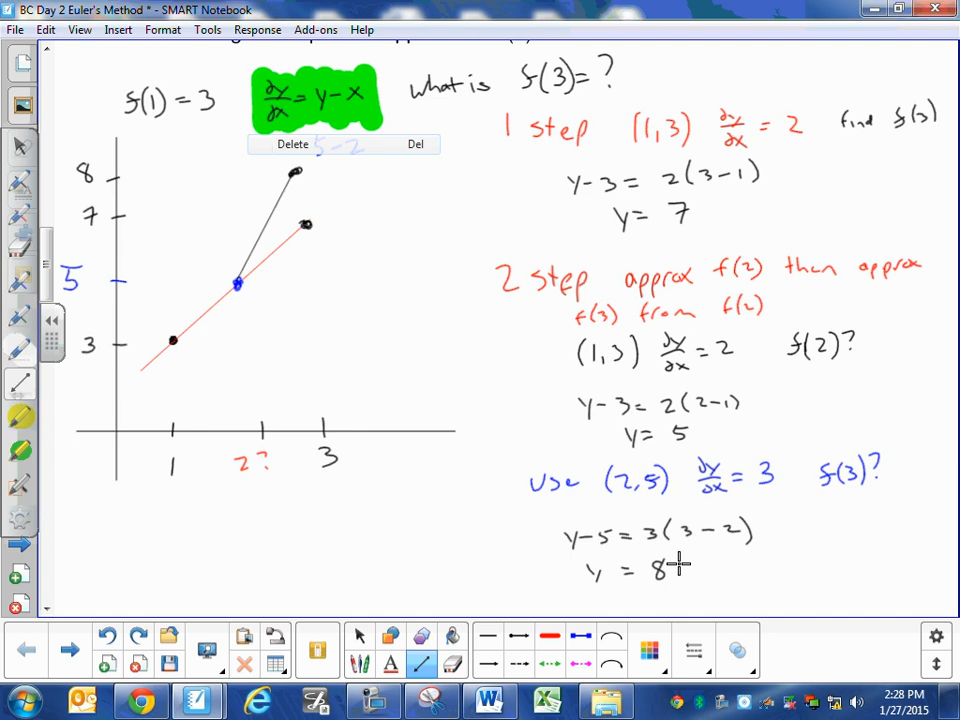 BC Day 2 Euler's Method * - SMART Notebook
File Edit View Insert Format Tools Response Add-ons Help
f(1) = 3 dy/dx = y-x what is f(3) = ?
Delete Del
5-2
1 step (1,3) dy/dx = 2 find f(3)
y-3 = 2(3-1)
y = 7
8
7
5
3
1 2? 3
2 step approx f(2) then approx
f(3) from f(2)
(1,3) dy/dx = 2 f(2)?
y-3 = 2(2-1)
y = 5
use (2,5) dy/dx = 3 f(3)?
y-5 = 3(3-2)
y = 8
A
2:28 PM
1/27/2015